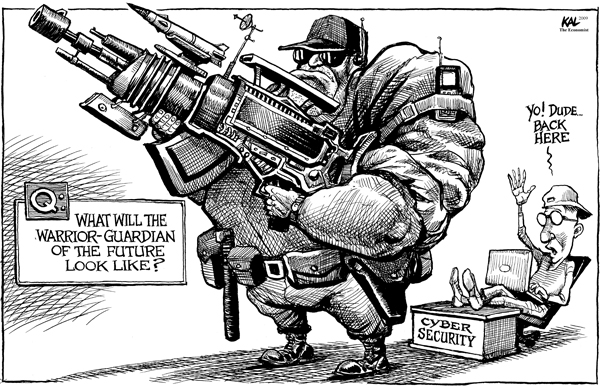 KAL 2009
The Economist
Q
WHAT WILL THE
WARRIOR-GUARDIAN
OF THE FUTURE
LOOK LIKE?
YO! DUDE...
BACK
HERE
CYBER
SECURITY